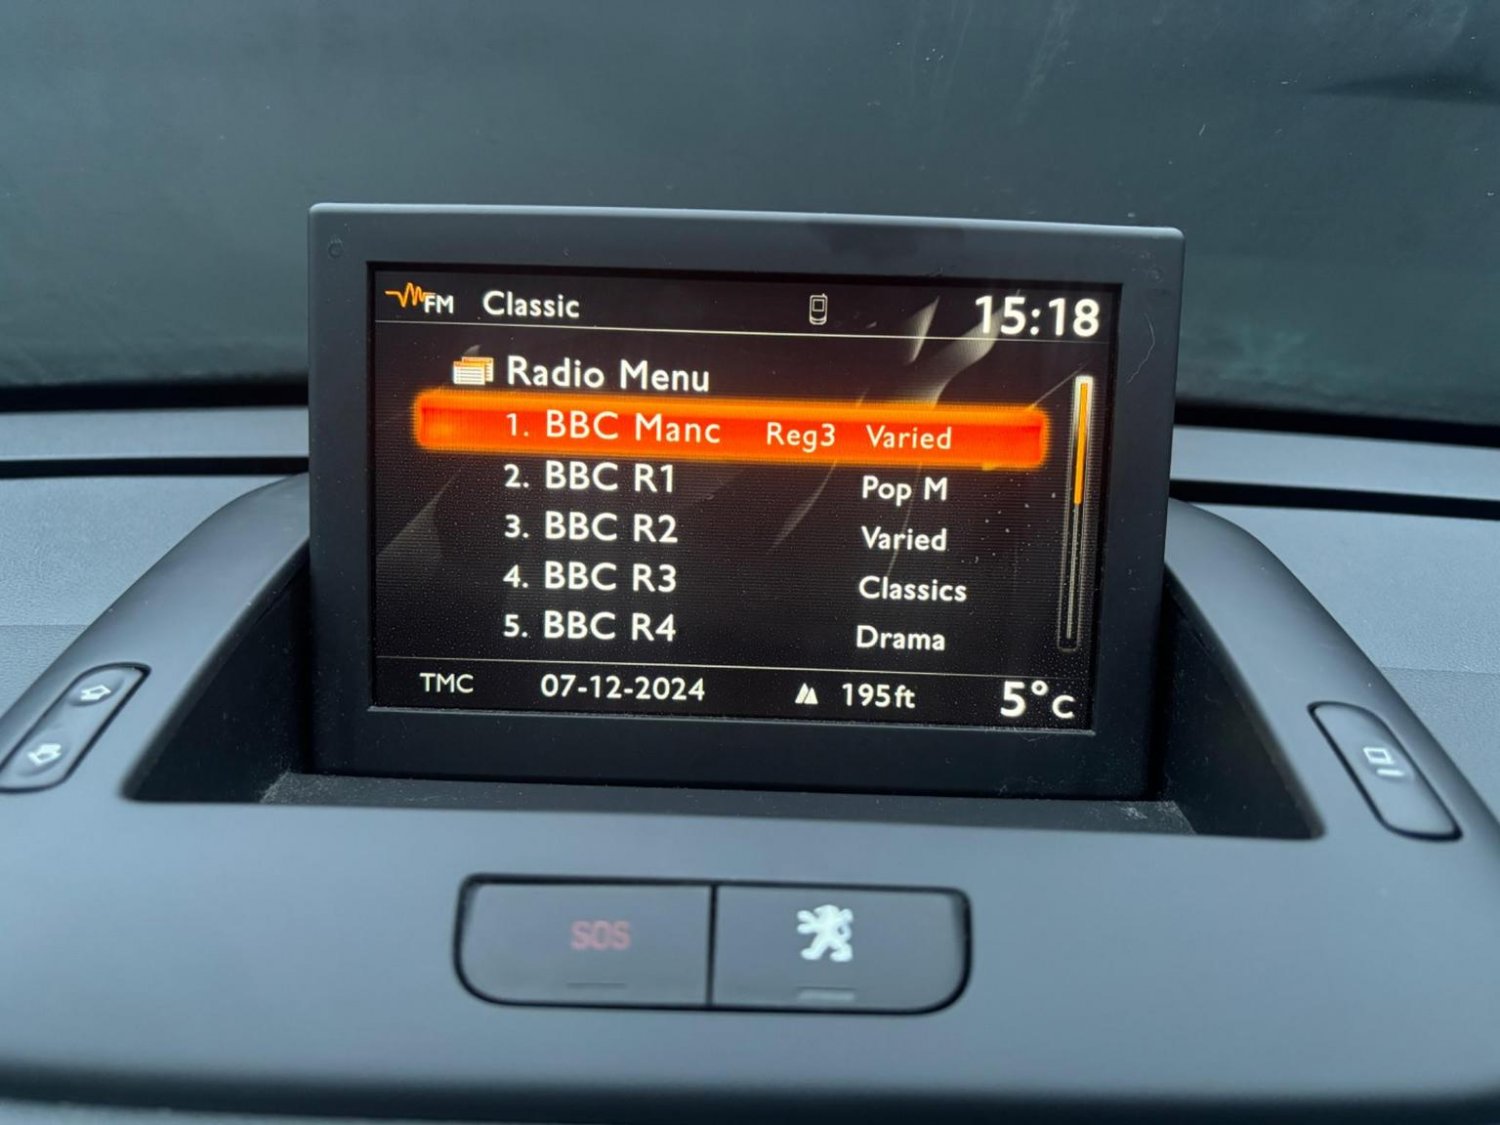 FM Classic 15:18
Radio Menu
1. BBC Manc Reg3 Varied
2. BBC R1 Pop M
3. BBC R2 Varied
4. BBC R3 Classics
5. BBC R4 Drama
TMC 07-12-2024 195ft 5°C
SOS